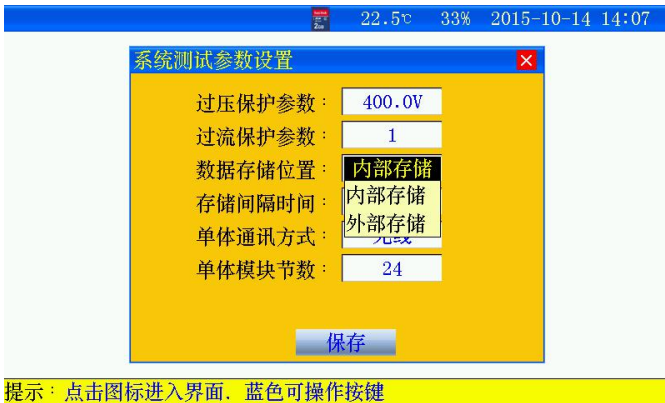 22.5℃ 33% 2015-10-14 14:07
系统测试参数设置
过压保护参数： 400.0V
过流保护参数： 1
数据存储位置： 内部存储
内部存储
存储间隔时间：
外部存储
单体通讯方式：
单体模块节数： 24
保存
提示：点击图标进入界面．蓝色可操作按键